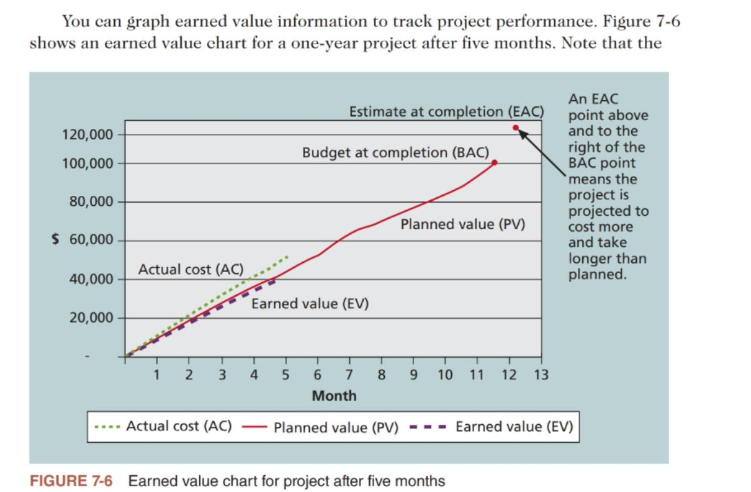 You can graph earned value information to track project performance. Figure 7-6
shows an earned value chart for a one-year project after five months. Note that the
Estimate at completion (EAC)
An EAC
point above
and to the
right of the
BAC point
means the
project is
projected to
cost more
and take
longer than
planned.
120,000
Budget at completion (BAC)
100,000
80,000
Planned value (PV)
$ 60,000
Actual cost (AC)
40,000
Earned value (EV)
20,000
-
1 2 3 4 5 6 7 8 9 10 11 12 13
Month
Actual cost (AC) Planned value (PV) Earned value (EV)
FIGURE 7-6 Earned value chart for project after five months